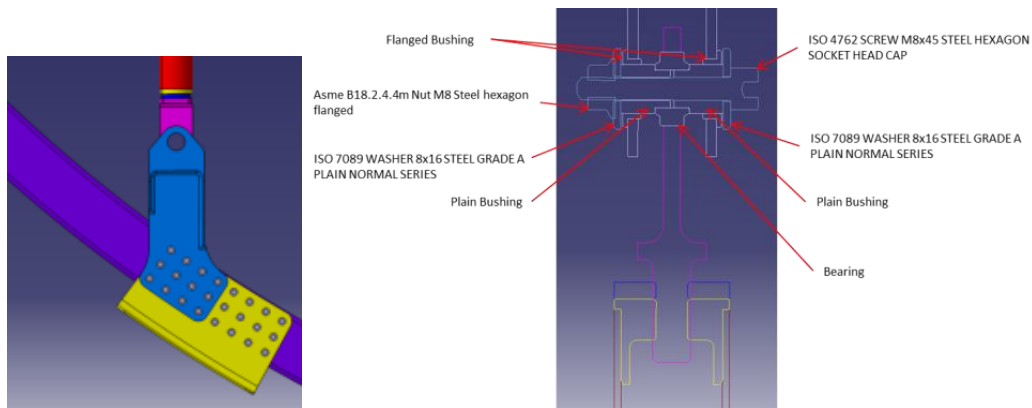 Flanged Bushing
ISO 4762 SCREW M8x45 STEEL HEXAGON
SOCKET HEAD CAP
Asme B18.2.4.4m Nut M8 Steel hexagon
flanged
ISO 7089 WASHER 8x16 STEEL GRADE A
PLAIN NORMAL SERIES
ISO 7089 WASHER 8x16 STEEL GRADE A
PLAIN NORMAL SERIES
Plain Bushing
Plain Bushing
Bearing